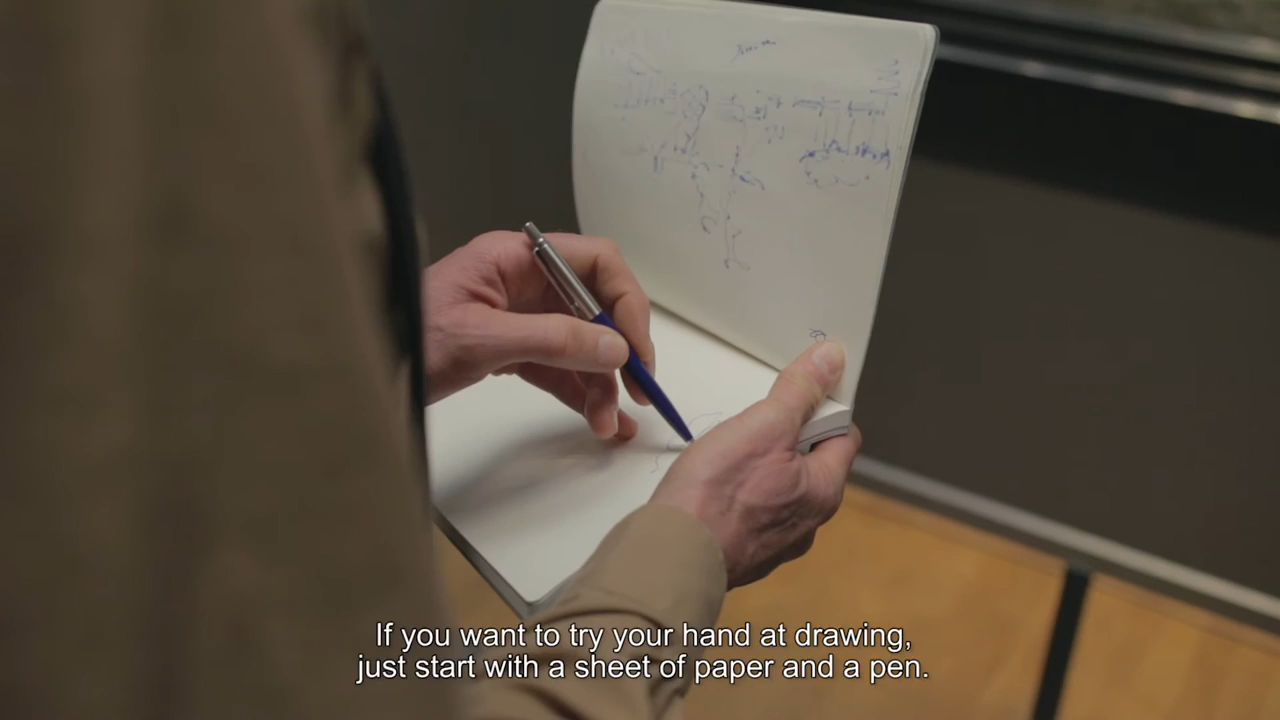 If you want to try your hand at drawing,
just start with a sheet of paper and a pen.